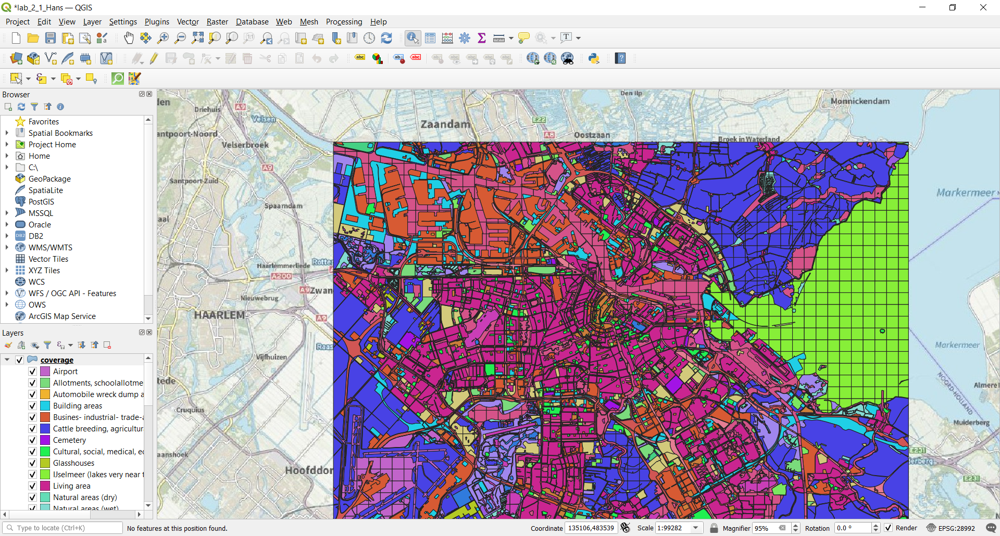 *lab_2_1_Hans — QGIS
Project Edit View Layer Settings Plugins Vector Raster Database Web Mesh Processing Help
Browser
Favorites
Spatial Bookmarks
Project Home
Home
C:\
GeoPackage
SpatiaLite
PostGIS
MSSQL
Oracle
DB2
WMS/WMTS
Vector Tiles
XYZ Tiles
WCS
WFS / OGC API - Features
OWS
ArcGIS Map Service
Layers
coverage
Airport
Allotments, schoolallotme
Automobile wreck dump a
Building areas
Busines- industrial- trade-a
Cattle breeding, agricultur
Cemetery
Cultural, social, medical, ec
Glasshouses
IJselmeer (lakes very near t
Living area
Natural areas (dry)
Natural areas (wet)
den
Driehuis
A9
Velsen
antpoort-Noord
Velserbroek
Zaandam
E22
A8
Oostzaan
Den Ilp
Monnickendam
Broek in Waterland
A9
Santpoort-Zuid
Spaarndam
aal
Markermeer
Rotte
Haarlemmerliede
A200
A9
Zwan
Nieuwebrug
HAARLEM
A9
Raas
Vijfhuizen
tede
Markermeer
NOORD-HOLLAND
Almere
Cruquius
Muiderberg
aanshoek
Hoofddor
E231
erberg
E231
Type to locate (Ctrl+K)
No features at this position found.
Coordinate 135106,483539
Scale 1:99282
Magnifier 95%
Rotation 0.0 °
Render
EPSG:28992